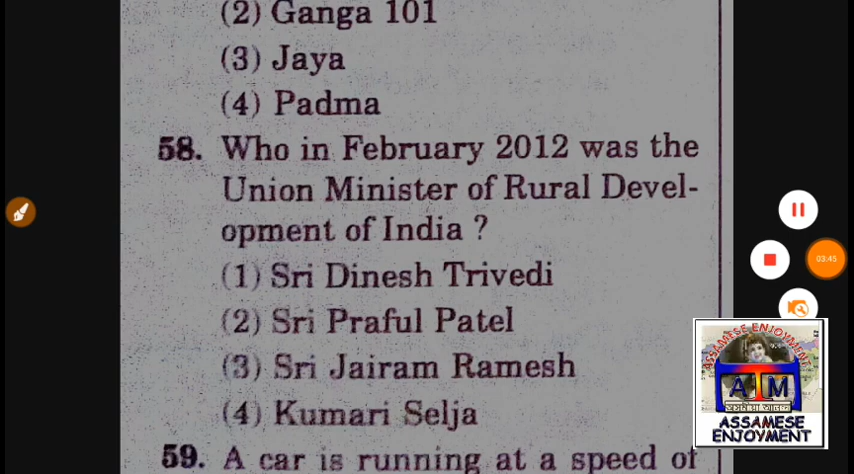 (2) Ganga 101
(3) Jaya
(4) Padma
58. Who in February 2012 was the
Union Minister of Rural Devel-
opment of India ?
(1) Sri Dinesh Trivedi
(2) Sri Praful Patel
(3) Sri Jairam Ramesh
(4) Kumari Selja
59. A car is running at a speed of
03:45
ASSAMESE ENJOYMENT
ATM
ASSAMESE
ENJOYMENT